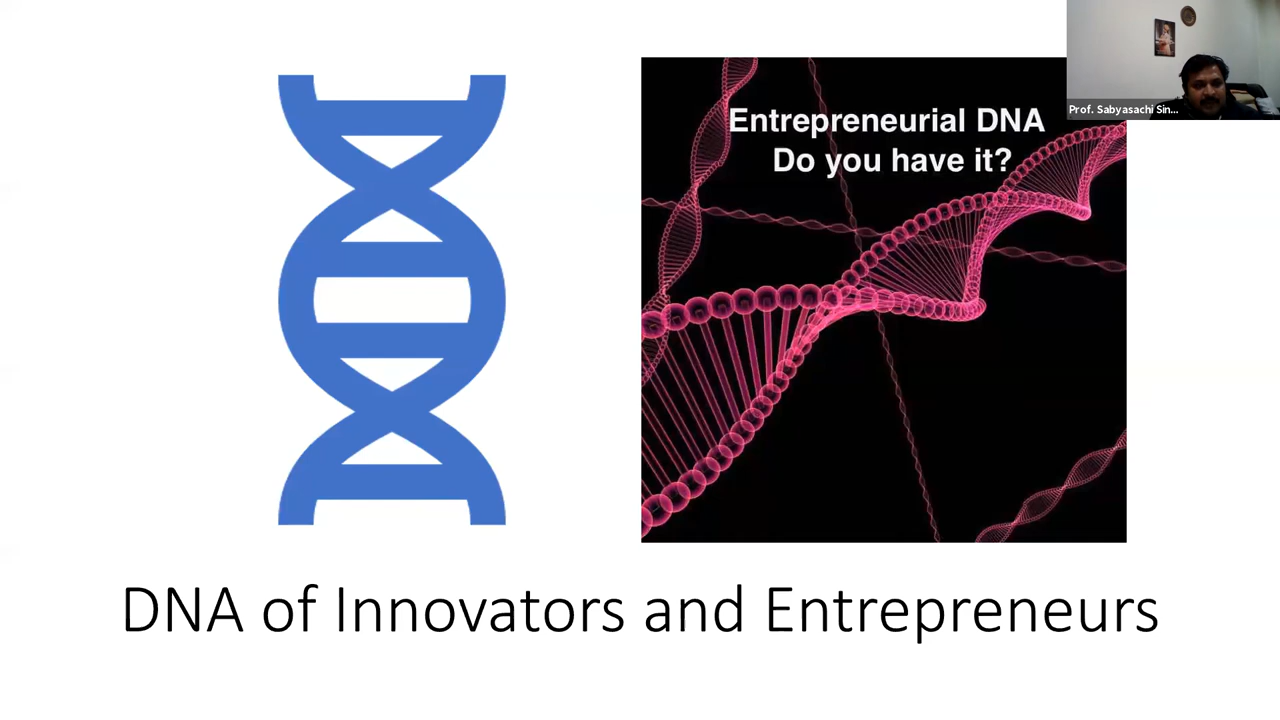 Entrepreneurial DNA
Do you have it?
Prof. Sabyasachi Sin...
DNA of Innovators and Entrepreneurs